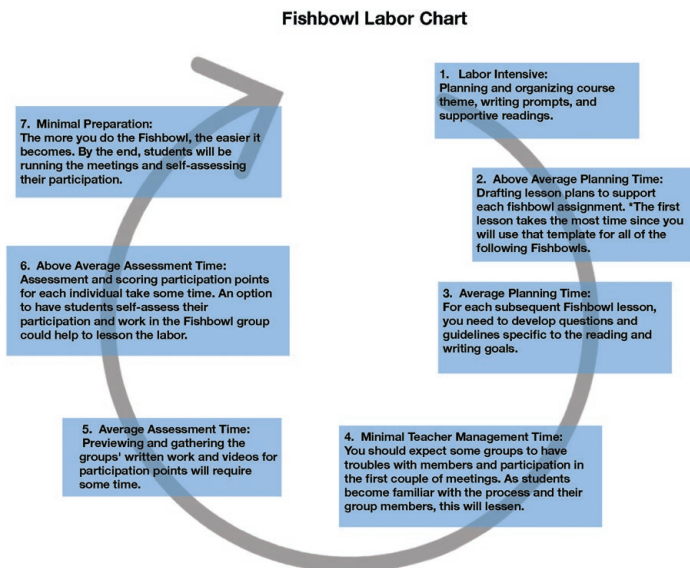 Fishbowl Labor Chart
1. Labor Intensive:
Planning and organizing course
theme, writing prompts, and
supportive readings.
2. Above Average Planning Time:
Drafting lesson plans to support
each fishbowl assignment. *The first
lesson takes the most time since you
will use that template for all of the
following Fishbowls.
3. Average Planning Time:
For each subsequent Fishbowl lesson,
you need to develop questions and
guidelines specific to the reading and
writing goals.
4. Minimal Teacher Management Time:
You should expect some groups to have
troubles with members and participation in
the first couple of meetings. As students
become familiar with the process and their
group members, this will lessen.
5. Average Assessment Time:
Previewing and gathering the
groups' written work and videos for
participation points will require
some time.
6. Above Average Assessment Time:
Assessment and scoring participation points
for each individual take some time. An option
to have students self-assess their
participation and work in the Fishbowl group
could help to lesson the labor.
7. Minimal Preparation:
The more you do the Fishbowl, the easier it
becomes. By the end, students will be
running the meetings and self-assessing
their participation.